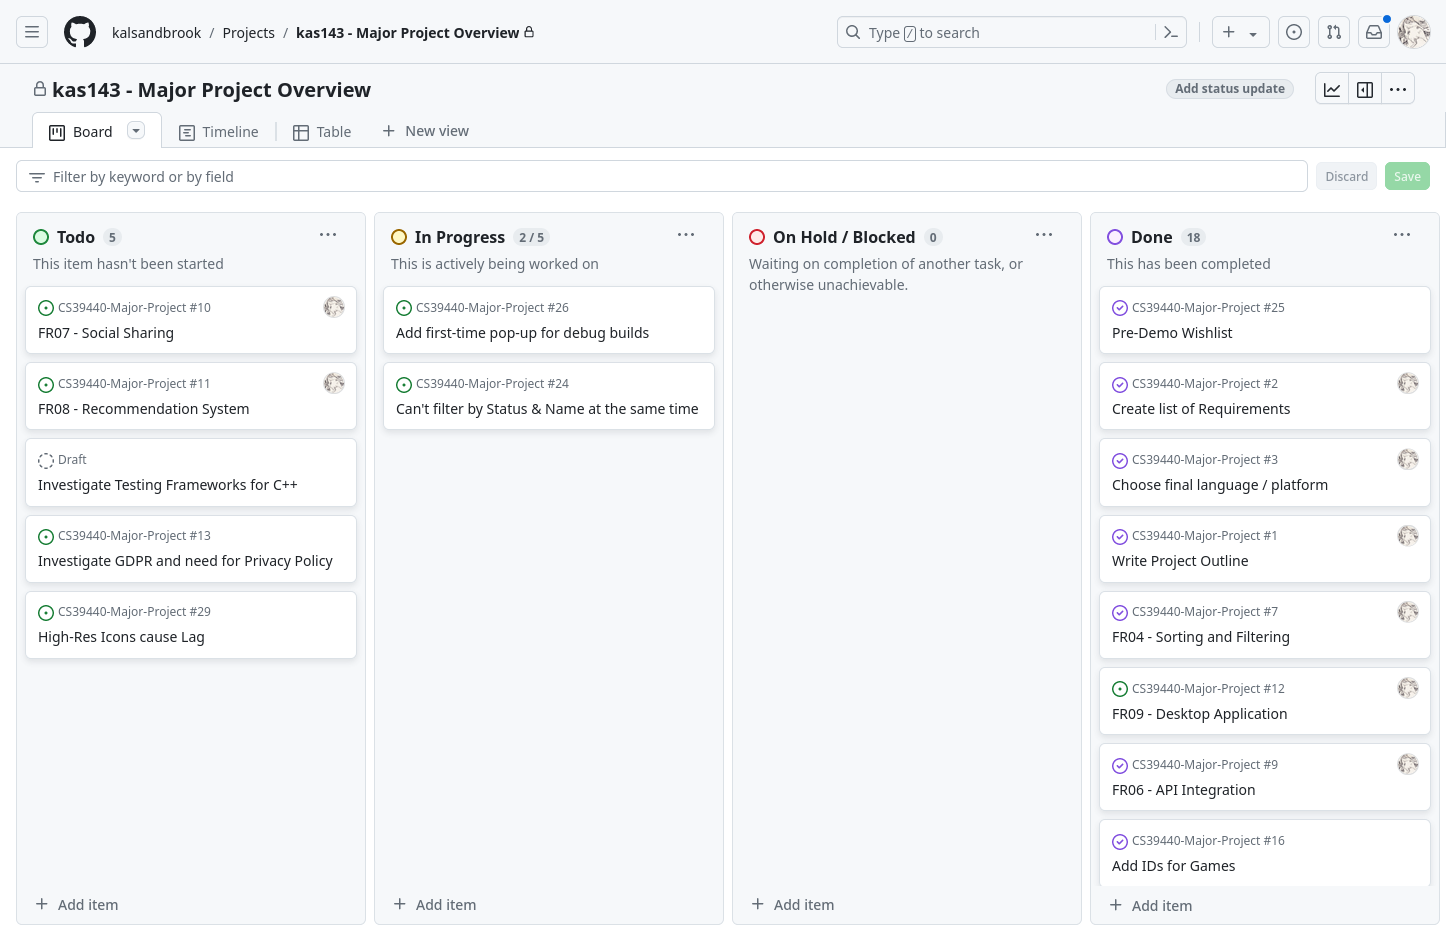 kalsandbrook / Projects / kas143 - Major Project Overview
Type / to search
kas143 - Major Project Overview
Add status update
Board
Timeline
Table
New view
Filter by keyword or by field
Discard
Save
Todo 5
This item hasn't been started
CS39440-Major-Project #10
FR07 - Social Sharing
CS39440-Major-Project #11
FR08 - Recommendation System
Draft
Investigate Testing Frameworks for C++
CS39440-Major-Project #13
Investigate GDPR and need for Privacy Policy
CS39440-Major-Project #29
High-Res Icons cause Lag
Add item
In Progress 2 / 5
This is actively being worked on
CS39440-Major-Project #26
Add first-time pop-up for debug builds
CS39440-Major-Project #24
Can't filter by Status & Name at the same time
Add item
On Hold / Blocked 0
Waiting on completion of another task, or
otherwise unachievable.
Add item
Done 18
This has been completed
CS39440-Major-Project #25
Pre-Demo Wishlist
CS39440-Major-Project #2
Create list of Requirements
CS39440-Major-Project #3
Choose final language / platform
CS39440-Major-Project #1
Write Project Outline
CS39440-Major-Project #7
FR04 - Sorting and Filtering
CS39440-Major-Project #12
FR09 - Desktop Application
CS39440-Major-Project #9
FR06 - API Integration
CS39440-Major-Project #16
Add IDs for Games
Add item